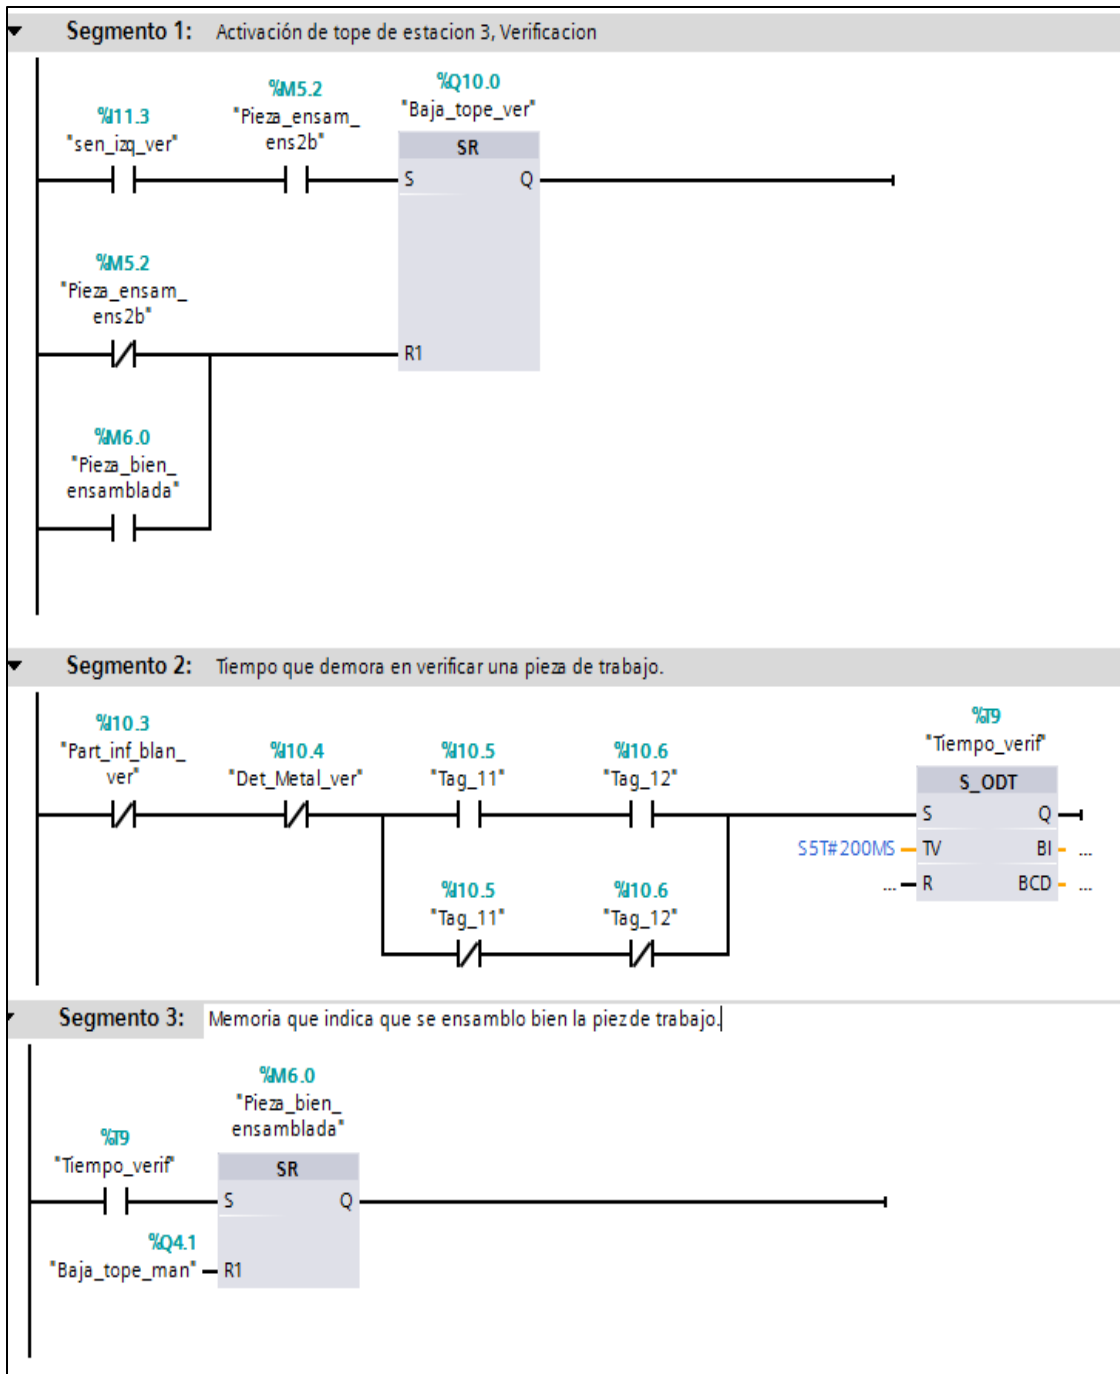 Segmento 1: Activación de tope de estacion 3, Verificacion
%I11.3
"sen_izq_ver"
%M5.2
"Pieza_ensam_
ens2b"
%Q10.0
"Baja_tope_ver"
SR
S Q
%M5.2
"Pieza_ensam_
ens2b"
R1
%M6.0
"Pieza_bien_
ensamblada"
Segmento 2: Tiempo que demora en verificar una pieza de trabajo.
%I10.3
"Part_inf_blan_
ver"
%I10.4
"Det_Metal_ver"
%I10.5
"Tag_11"
%I10.6
"Tag_12"
%T9
"Tiempo_verif"
S_ODT
S Q
S5T#200MS TV BI ...
... R BCD ...
%I10.5
"Tag_11"
%I10.6
"Tag_12"
Segmento 3: Memoria que indica que se ensamblo bien la piez de trabajo.
%T9
"Tiempo_verif"
%M6.0
"Pieza_bien_
ensamblada"
SR
S Q
%Q4.1
"Baja_tope_man" R1